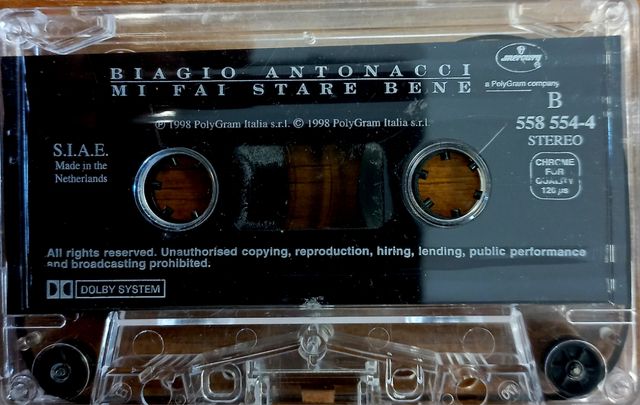 BIAGIO ANTONACCI
MI FAI STARE BENE
mercury
a PolyGram company
B
℗ 1998 PolyGram Italia s.r.l. © 1998 PolyGram Italia s.r.l.
558 554-4
STEREO
S.I.A.E.
Made in the
Netherlands
CHROME
FOR
QUALITY
120 µs
All rights reserved. Unauthorised copying, reproduction, hiring, lending, public performance
and broadcasting prohibited.
DOLBY SYSTEM